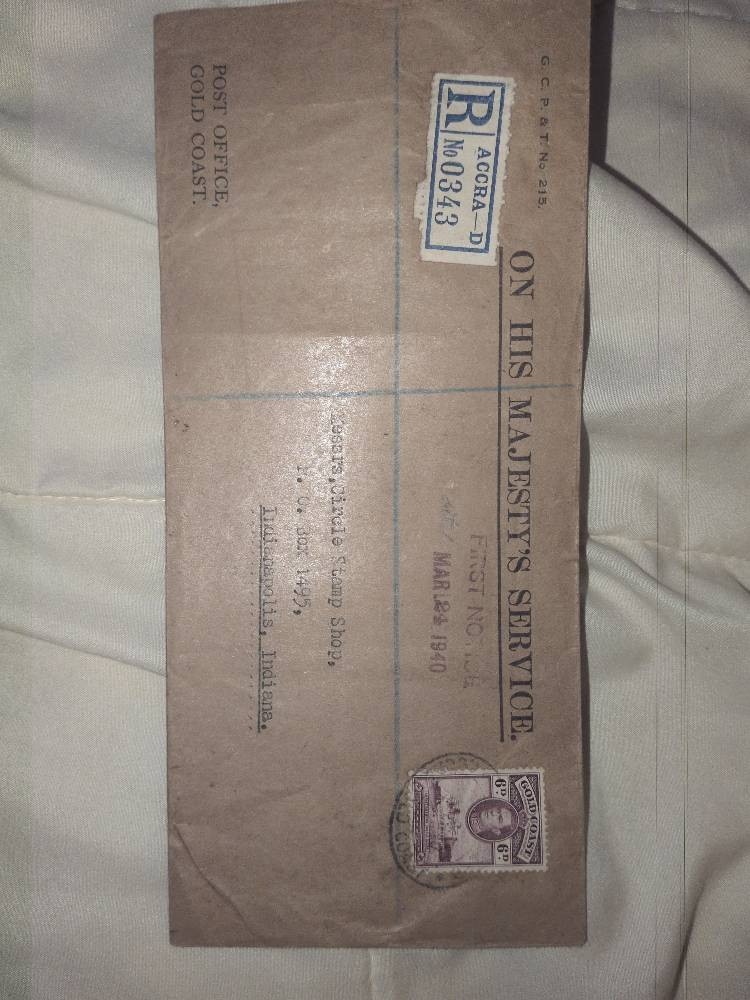 G. C. P. & T. No 215.
ON HIS MAJESTY'S SERVICE.
ACCRA—D
R No 0343
FIRST NOTICE
MAR 24 1940
GOLD COAST
6D 6D
Messrs, Circle Stamp Shop,
P. O. Box 1495,
Indianapolis, Indiana.
POST OFFICE,
GOLD COAST.